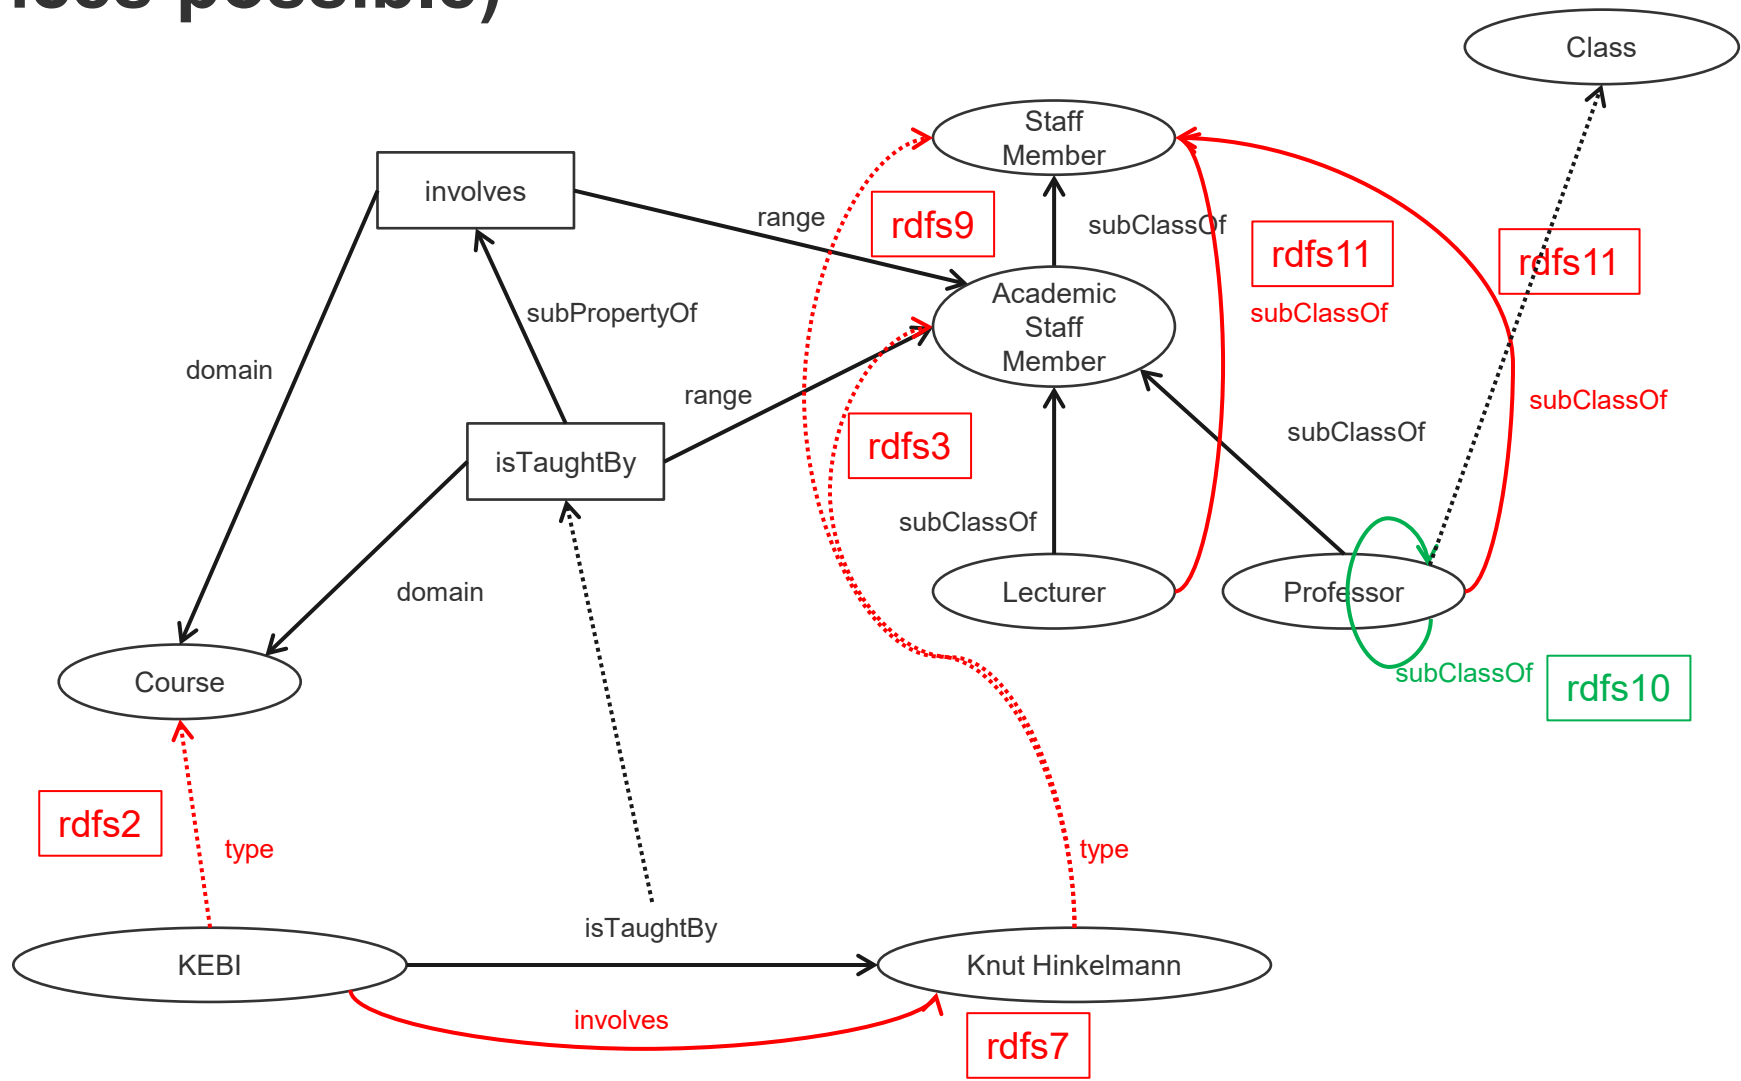 Class
Staff
Member
involves
range
rdfs9
subClassOf
rdfs11
rdfs11
Academic
Staff
Member
subPropertyOf
subClassOf
domain
range
subClassOf
rdfs3
subClassOf
isTaughtBy
subClassOf
domain
Lecturer
Professor
Course
subClassOf
rdfs10
rdfs2
type
type
isTaughtBy
KEBI
Knut Hinkelmann
involves
rdfs7